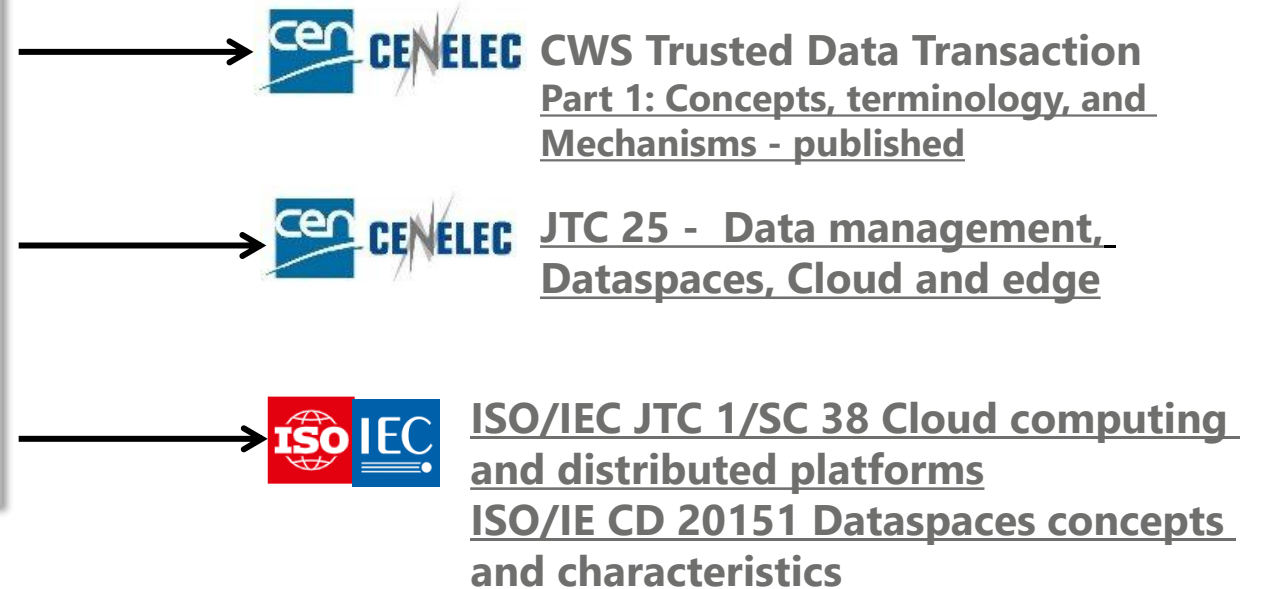 cen CENELEC CWS Trusted Data Transaction
Part 1: Concepts, terminology, and
Mechanisms - published
cen CENELEC JTC 25 - Data management,
Dataspaces, Cloud and edge
ISO IEC ISO/IEC JTC 1/SC 38 Cloud computing
and distributed platforms
ISO/IE CD 20151 Dataspaces concepts
and characteristics